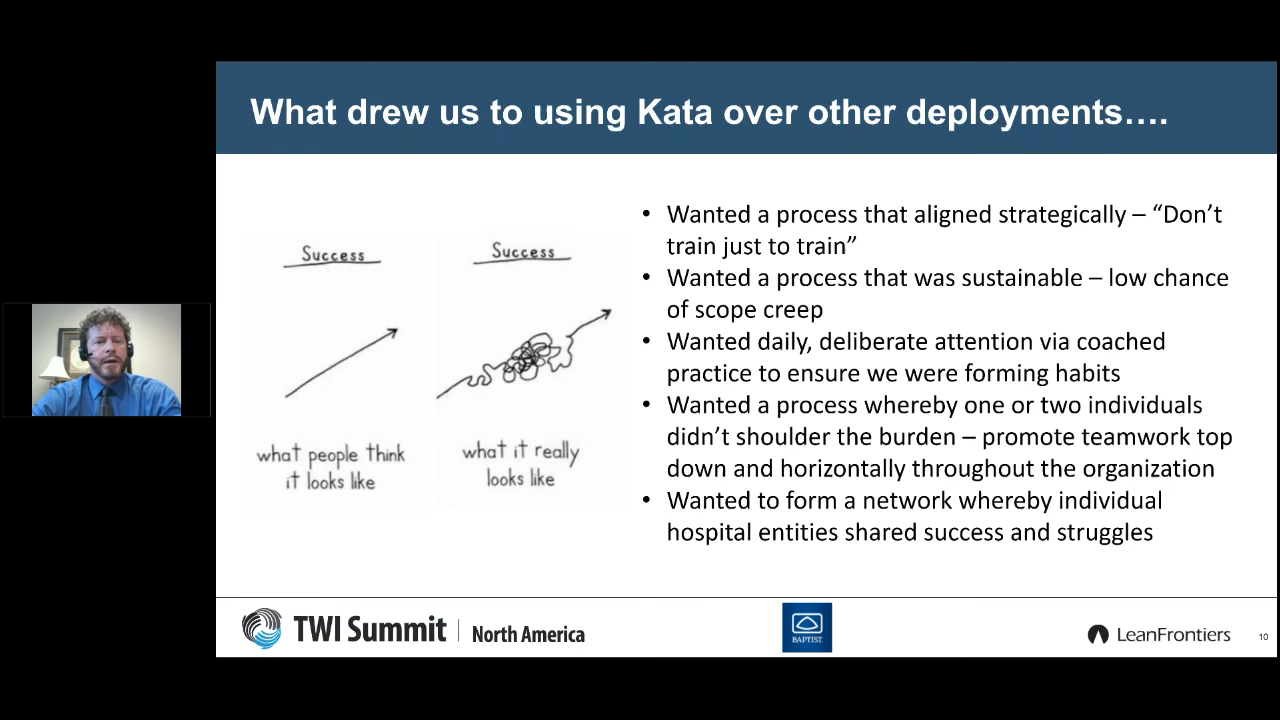 What drew us to using Kata over other deployments….
Success
what people think
it looks like
Success
what it really
looks like
• Wanted a process that aligned strategically – “Don’t
train just to train”
• Wanted a process that was sustainable – low chance
of scope creep
• Wanted daily, deliberate attention via coached
practice to ensure we were forming habits
• Wanted a process whereby one or two individuals
didn’t shoulder the burden – promote teamwork top
down and horizontally throughout the organization
• Wanted to form a network whereby individual
hospital entities shared success and struggles
TWI Summit | North America
BAPTIST
LeanFrontiers
10